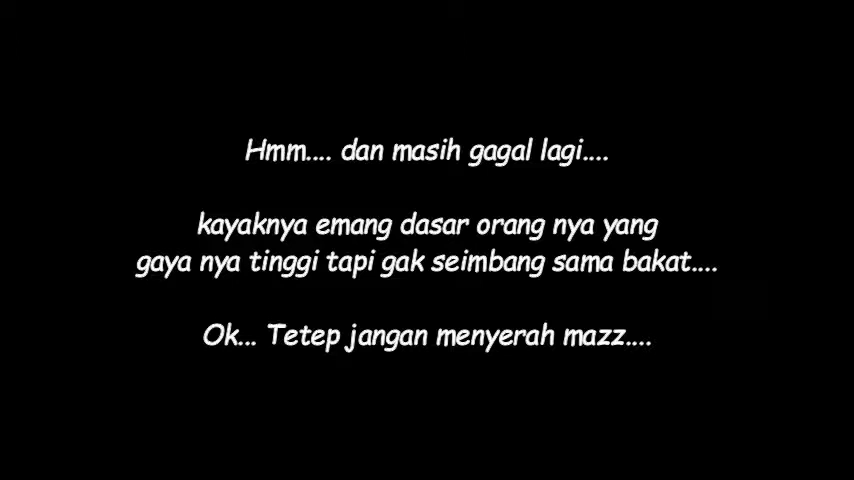 Hmm.... dan masih gagal lagi....
kayaknya emang dasar orang nya yang
gaya nya tinggi tapi gak seimbang sama bakat....
Ok... Tetep jangan menyerah mazz....